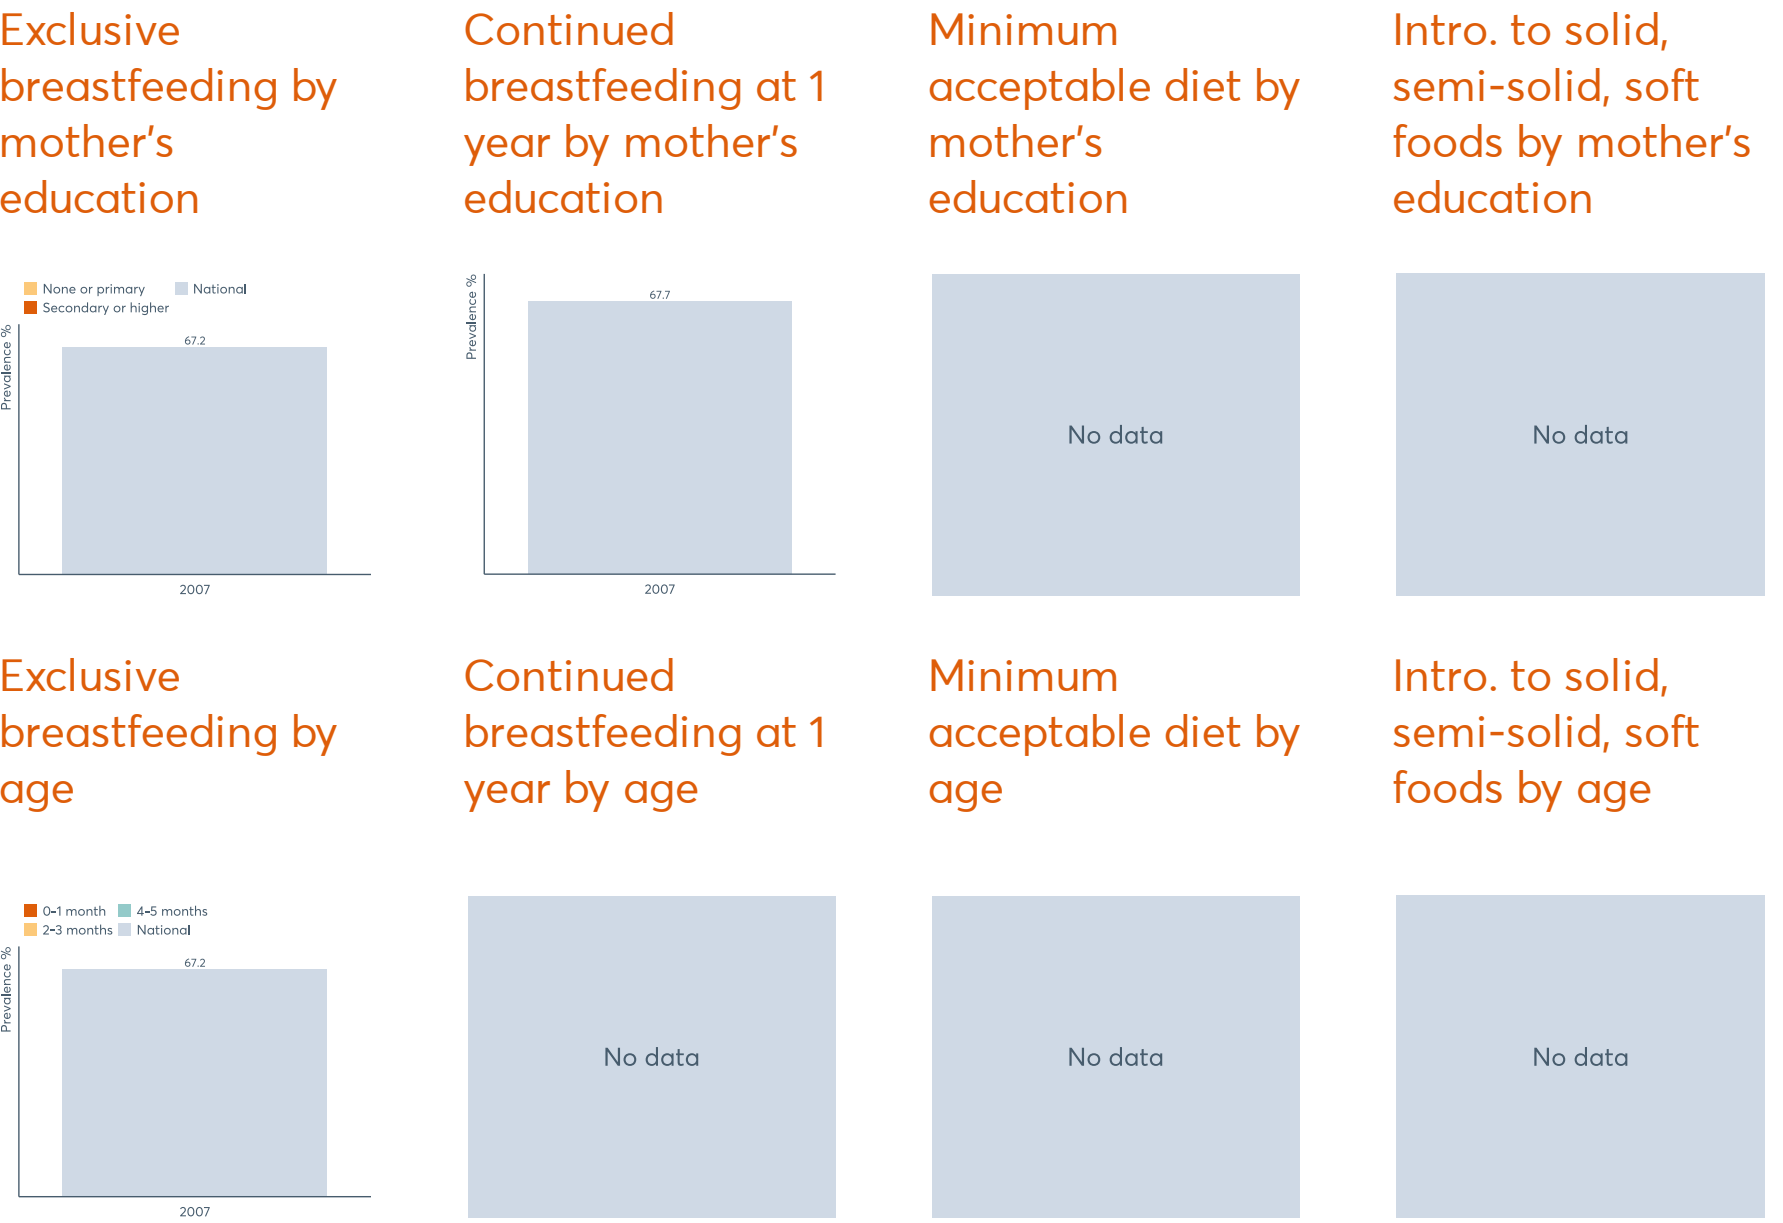 Exclusive
breastfeeding by
mother's
education
Continued
breastfeeding at 1
year by mother's
education
Minimum
acceptable diet by
mother's
education
Intro. to solid,
semi-solid, soft
foods by mother's
education
None or primary
National
Secondary or higher
Prevalence %
67.2
2007
Prevalence %
67.7
2007
No data
No data
Exclusive
breastfeeding by
age
Continued
breastfeeding at 1
year by age
Minimum
acceptable diet by
age
Intro. to solid,
semi-solid, soft
foods by age
0-1 month
4-5 months
2-3 months
National
Prevalence %
67.2
2007
No data
No data
No data